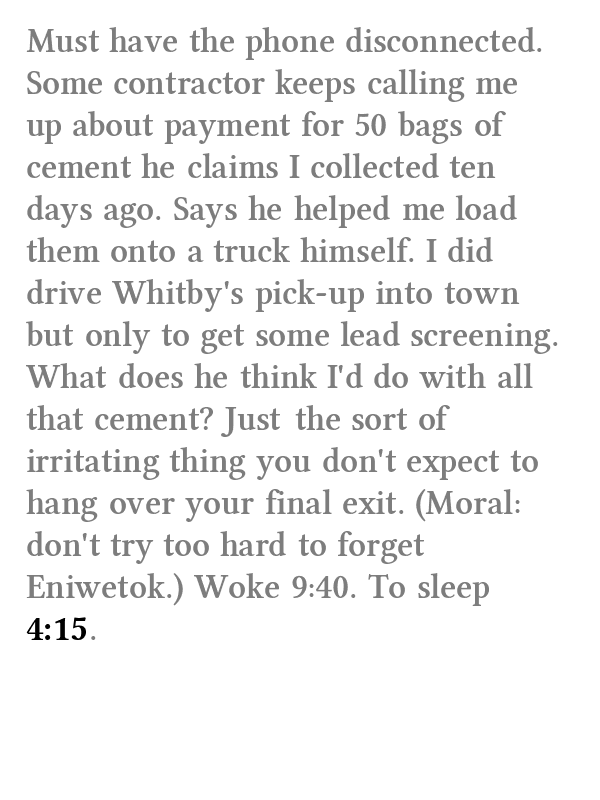 Must have the phone disconnected.
Some contractor keeps calling me
up about payment for 50 bags of
cement he claims I collected ten
days ago. Says he helped me load
them onto a truck himself. I did
drive Whitby's pick-up into town
but only to get some lead screening.
What does he think I'd do with all
that cement? Just the sort of
irritating thing you don't expect to
hang over your final exit. (Moral:
don't try too hard to forget
Eniwetok.) Woke 9:40. To sleep
4:15.